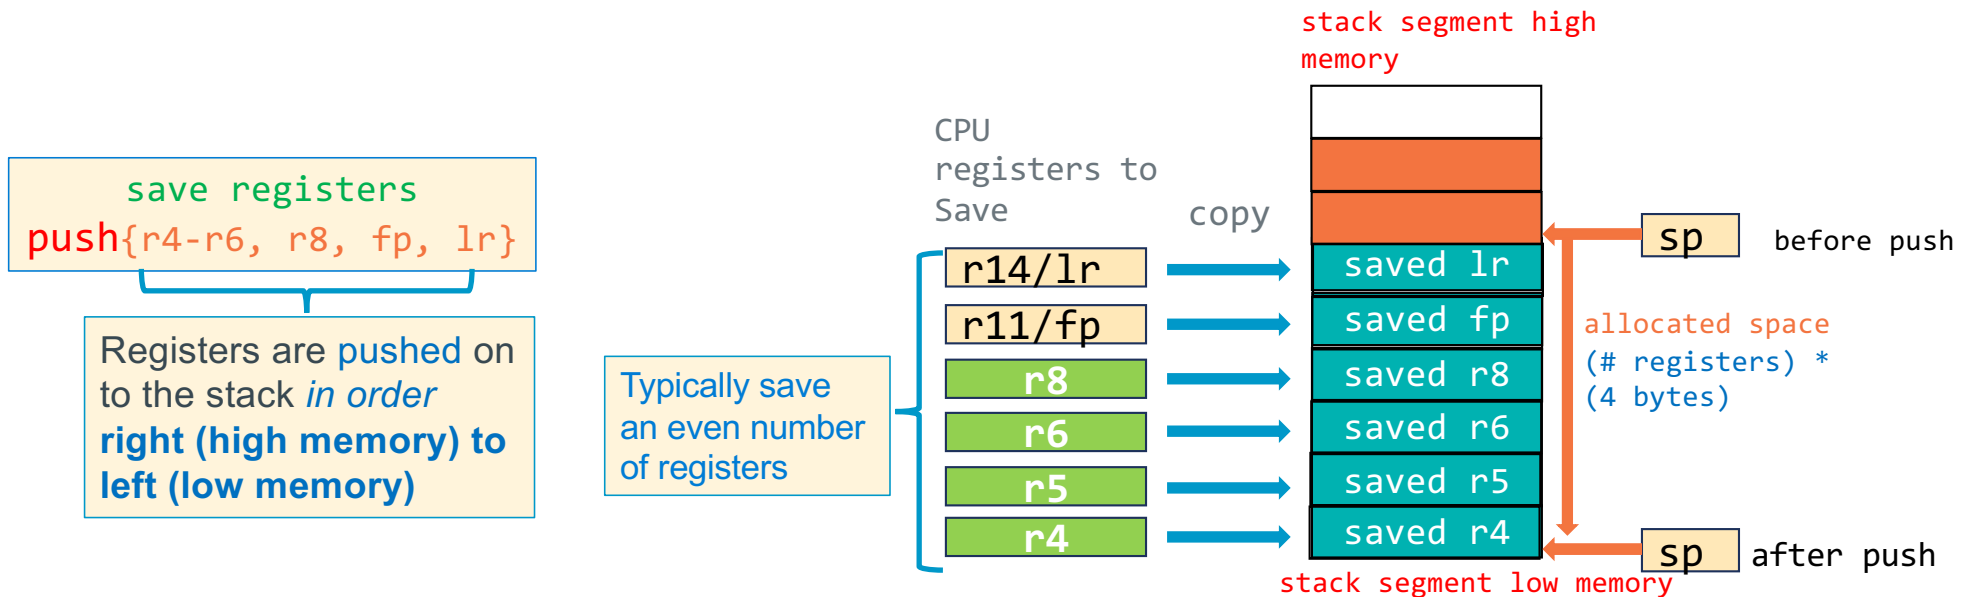 save registers
push{r4-r6, r8, fp, lr}
Registers are pushed on
to the stack in order
right (high memory) to
left (low memory)
Typically save
an even number
of registers
CPU
registers to
Save
copy
r14/lr
r11/fp
r8
r6
r5
r4
stack segment high
memory
saved lr
saved fp
saved r8
saved r6
saved r5
saved r4
stack segment low memory
sp
before push
allocated space
(# registers) *
(4 bytes)
sp
after push